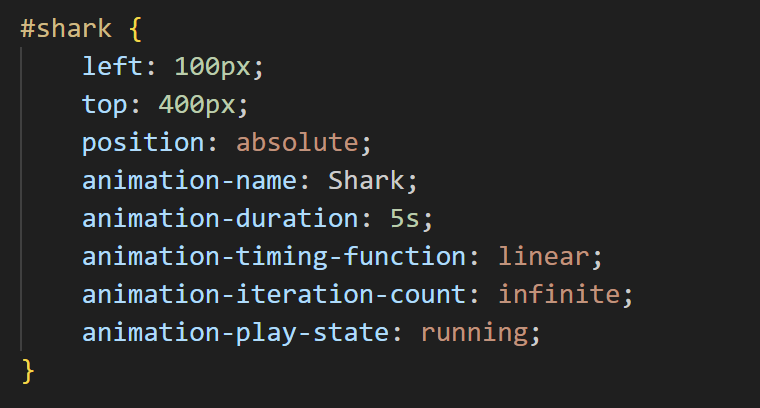 #shark {
    left: 100px;
    top: 400px;
    position: absolute;
    animation-name: Shark;
    animation-duration: 5s;
    animation-timing-function: linear;
    animation-iteration-count: infinite;
    animation-play-state: running;
}